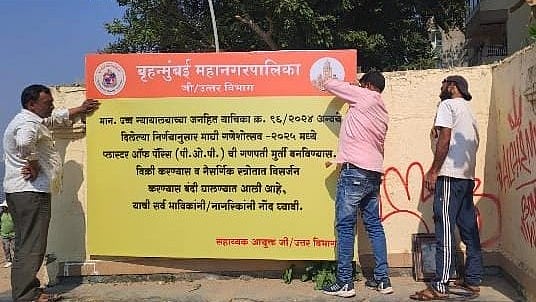 बृहन्मुंबई महानगरपालिका
जी/उत्तर विभाग
मान. उच्च न्यायालयाच्या जनहित याचिका क्र. ९६/२०२४ अन्वये
दिलेल्या निर्णयानुसार माघी गणेशोत्सव -२०२५ मध्ये
प्लास्टर ऑफ पॅरिस (पी.ओ.पी.) ची गणपती मुर्ती बनविण्यास,
विक्री करण्यास व नैसर्गिक स्त्रोतात विसर्जन
करण्यास बंदी घालण्यात आली आहे,
याची सर्व भाविकांनी/नागरिकांनी नोंद घ्यावी.
सहाय्यक आयुक्त जी/उत्तर विभाग